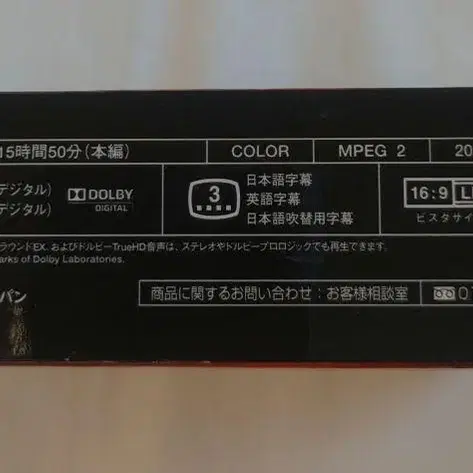 15時間50分(本編) COLOR MPEG 2 20
デジタル) DOLBY 3 日本語字幕 16:9 L
デジタル) DIGITAL 英語字幕
日本語吹替用字幕 ビスタサイ
ラウンドEX、およびドルビーTrueHD音声は、ステレオやドルビープロロジックでも再生できます。
arks of Dolby Laboratories.
パン 商品に関するお問い合わせ:お客様相談室 0